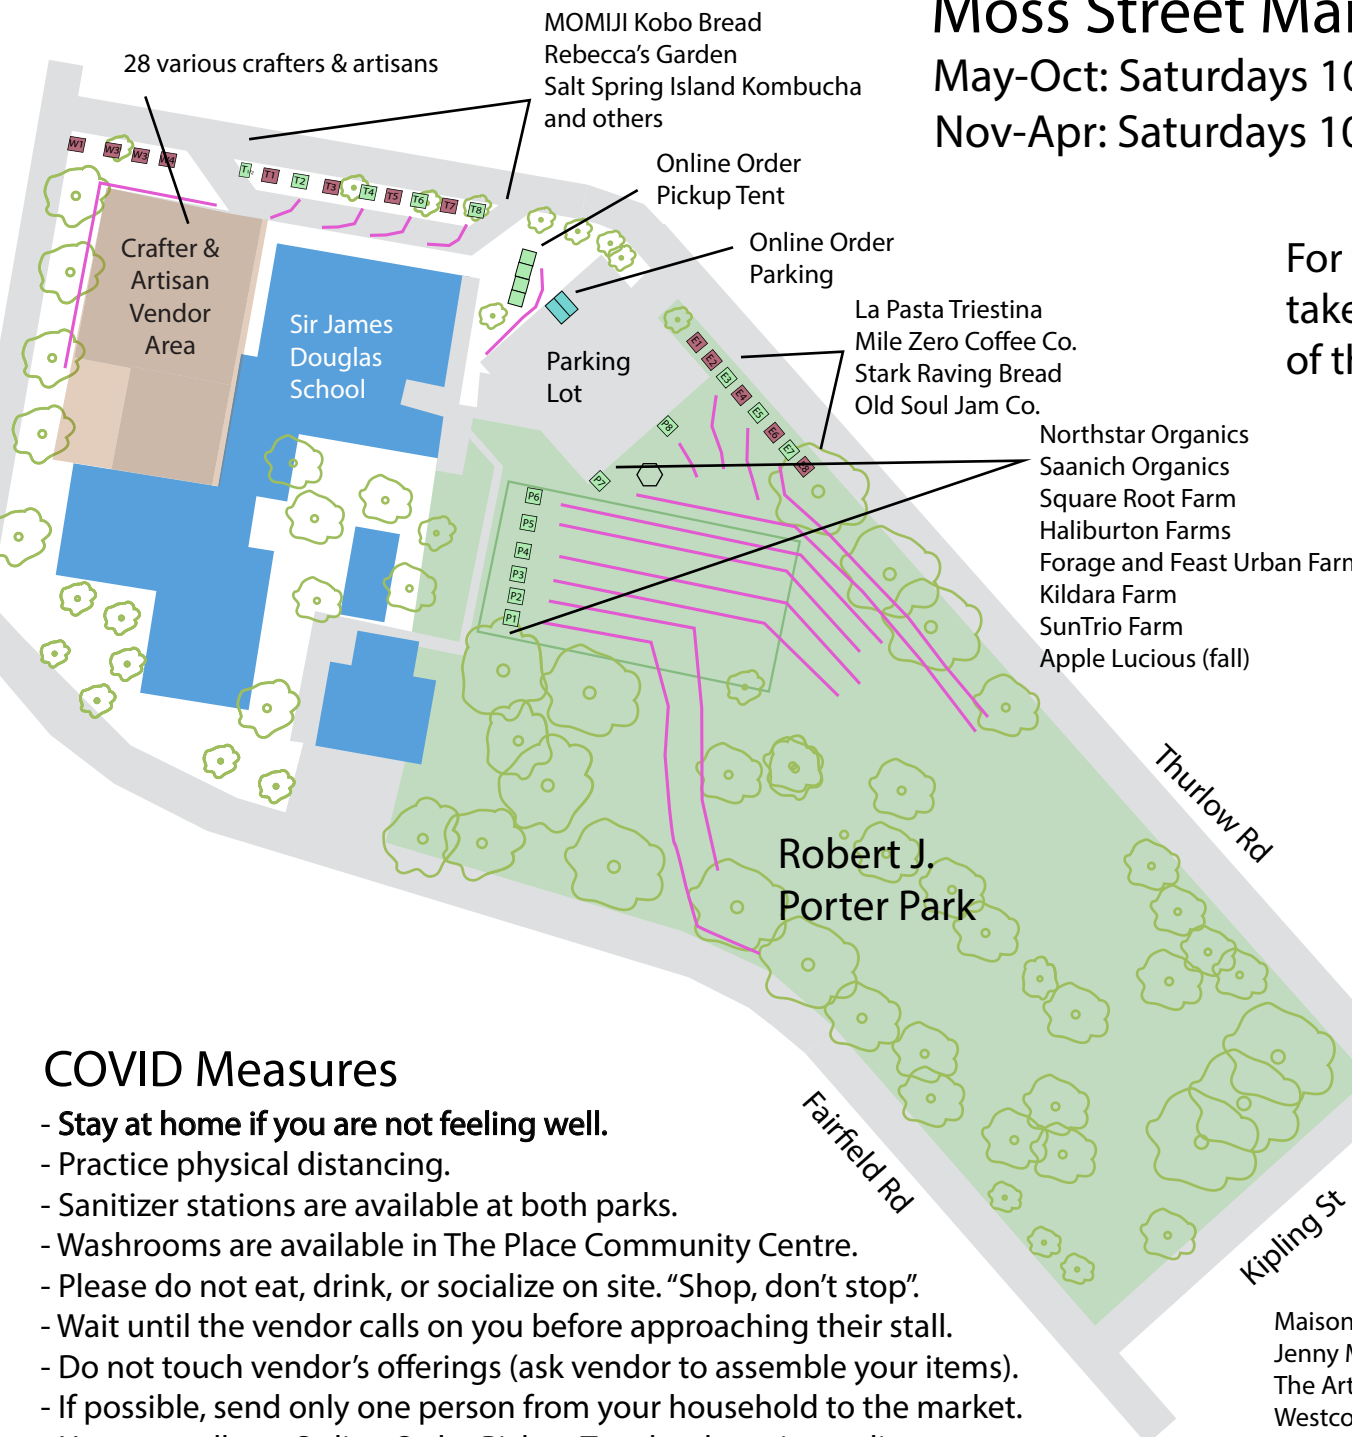 Moss Street Mar
May-Oct: Saturdays 10
Nov-Apr: Saturdays 10
MOMIJI Kobo Bread
Rebecca's Garden
Salt Spring Island Kombucha
and others
28 various crafters & artisans
Online Order
Pickup Tent
Online Order
Parking
For
take
of th
La Pasta Triestina
Mile Zero Coffee Co.
Stark Raving Bread
Old Soul Jam Co.
Northstar Organics
Saanich Organics
Square Root Farm
Haliburton Farms
Forage and Feast Urban Farm
Kildara Farm
SunTrio Farm
Apple Lucious (fall)
W1
W3
W3
W4
T1
T2
T3
T4
T5
T6
T7
T8
Crafter &
Artisan
Vendor
Area
Sir James
Douglas
School
Parking
Lot
E1
E2
E3
E4
E5
E6
E7
E8
P8
P7
P6
P5
P4
P3
P2
P1
Thurlow Rd
Robert J.
Porter Park
Fairfield Rd
Kipling St
COVID Measures
- Stay at home if you are not feeling well.
- Practice physical distancing.
- Sanitizer stations are available at both parks.
- Washrooms are available in The Place Community Centre.
- Please do not eat, drink, or socialize on site. “Shop, don't stop”.
- Wait until the vendor calls on you before approaching their stall.
- Do not touch vendor's offerings (ask vendor to assemble your items).
- If possible, send only one person from your household to the market.
Maison
Jenny M
The Art
Westco